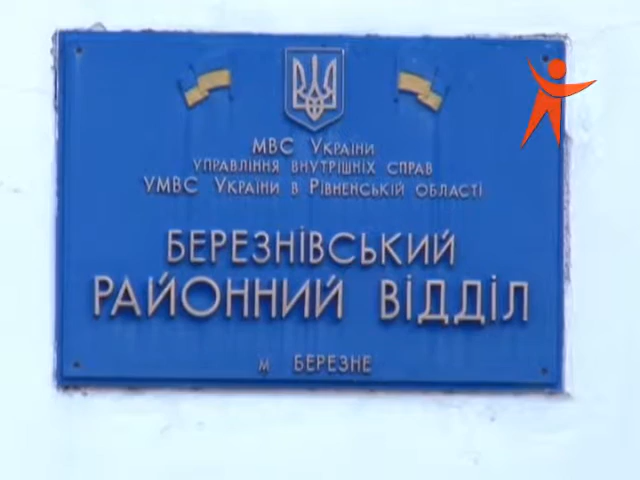 МВС України
управління внутрішніх справ
УМВС України в Рівненській області
Березнівський
районний відділ
м Березне